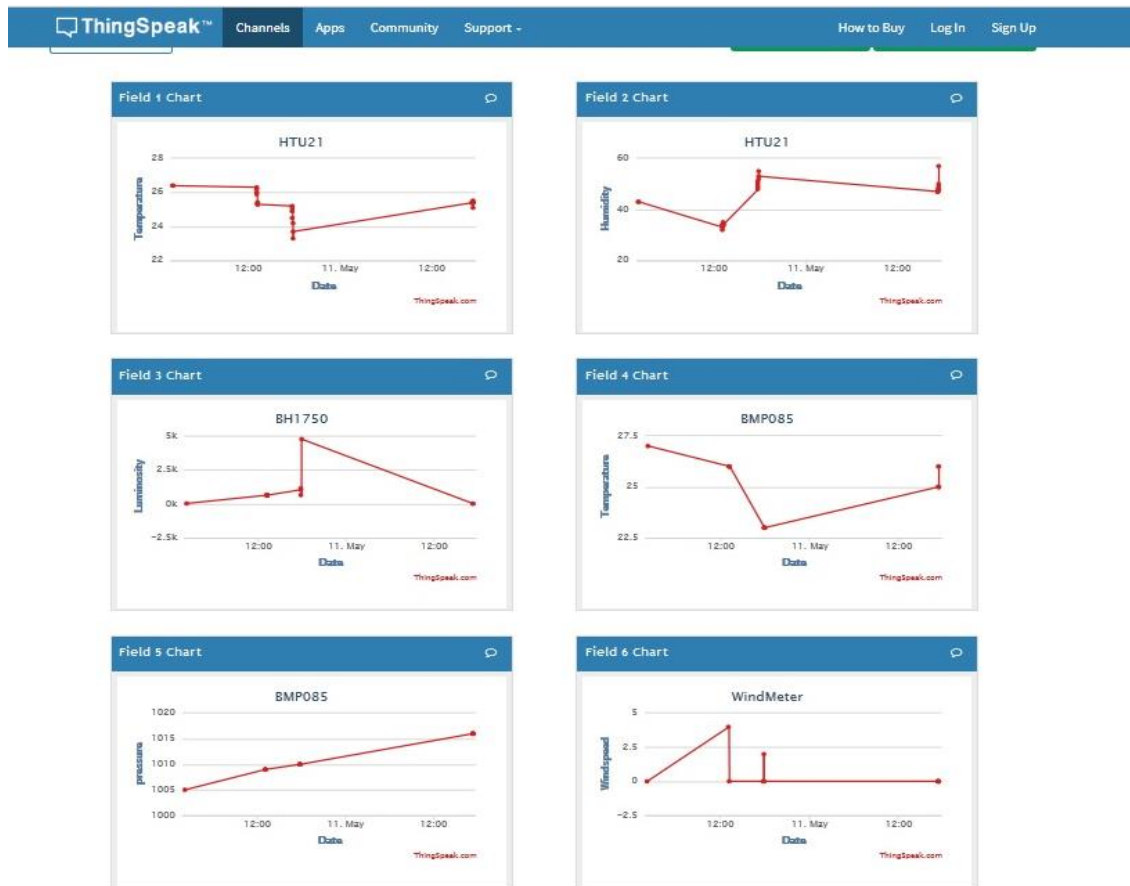 ThingSpeak™ Channels Apps Community Support - How to Buy Log In Sign Up
Field 1 Chart
HTU21
Temperature
28
26
24
22
12:00 11. May 12:00
Date
ThingSpeak.com
Field 2 Chart
HTU21
Humidity
60
40
20
12:00 11. May 12:00
Date
ThingSpeak.com
Field 3 Chart
BH1750
Luminosity
5k
2.5k
0k
-2.5k
12:00 11. May 12:00
Date
ThingSpeak.com
Field 4 Chart
BMP085
Temperature
27.5
25
22.5
12:00 11. May 12:00
Date
ThingSpeak.com
Field 5 Chart
BMP085
pressure
1020
1015
1010
1005
1000
12:00 11. May 12:00
Date
ThingSpeak.com
Field 6 Chart
WindMeter
Windspeed
5
2.5
0
-2.5
12:00 11. May 12:00
Date
ThingSpeak.com